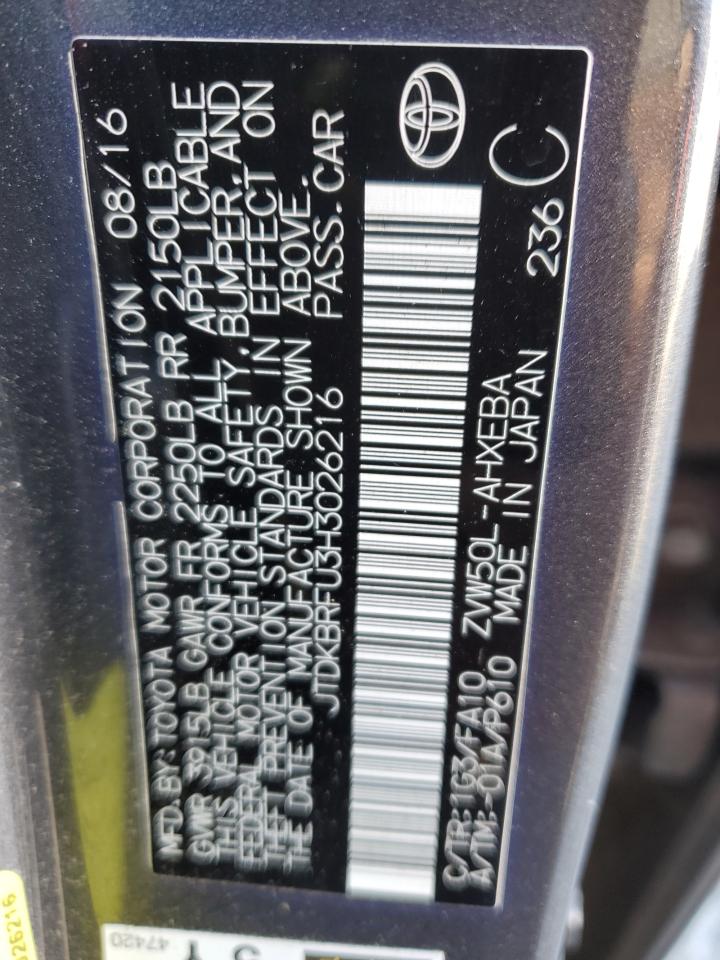 MFD.BY:TOYOTA MOTOR CORPORATION 08/16
GVWR 3915LB GAWR FR 2250LB RR 2150LB
THIS VEHICLE CONFORMS TO ALL APPLICABLE
FEDERAL MOTOR VEHICLE SAFETY,BUMPER,AND
THEFT PREVENTION STANDARDS IN EFFECT ON
THE DATE OF MANUFACTURE SHOWN ABOVE.
JTDKBRFU3H3026216 PASS.CAR
C/TR:1G3/FA10 ZVW50L-AHXEBA 236
A/TM:-01A/P610 MADE IN JAPAN
C
47420